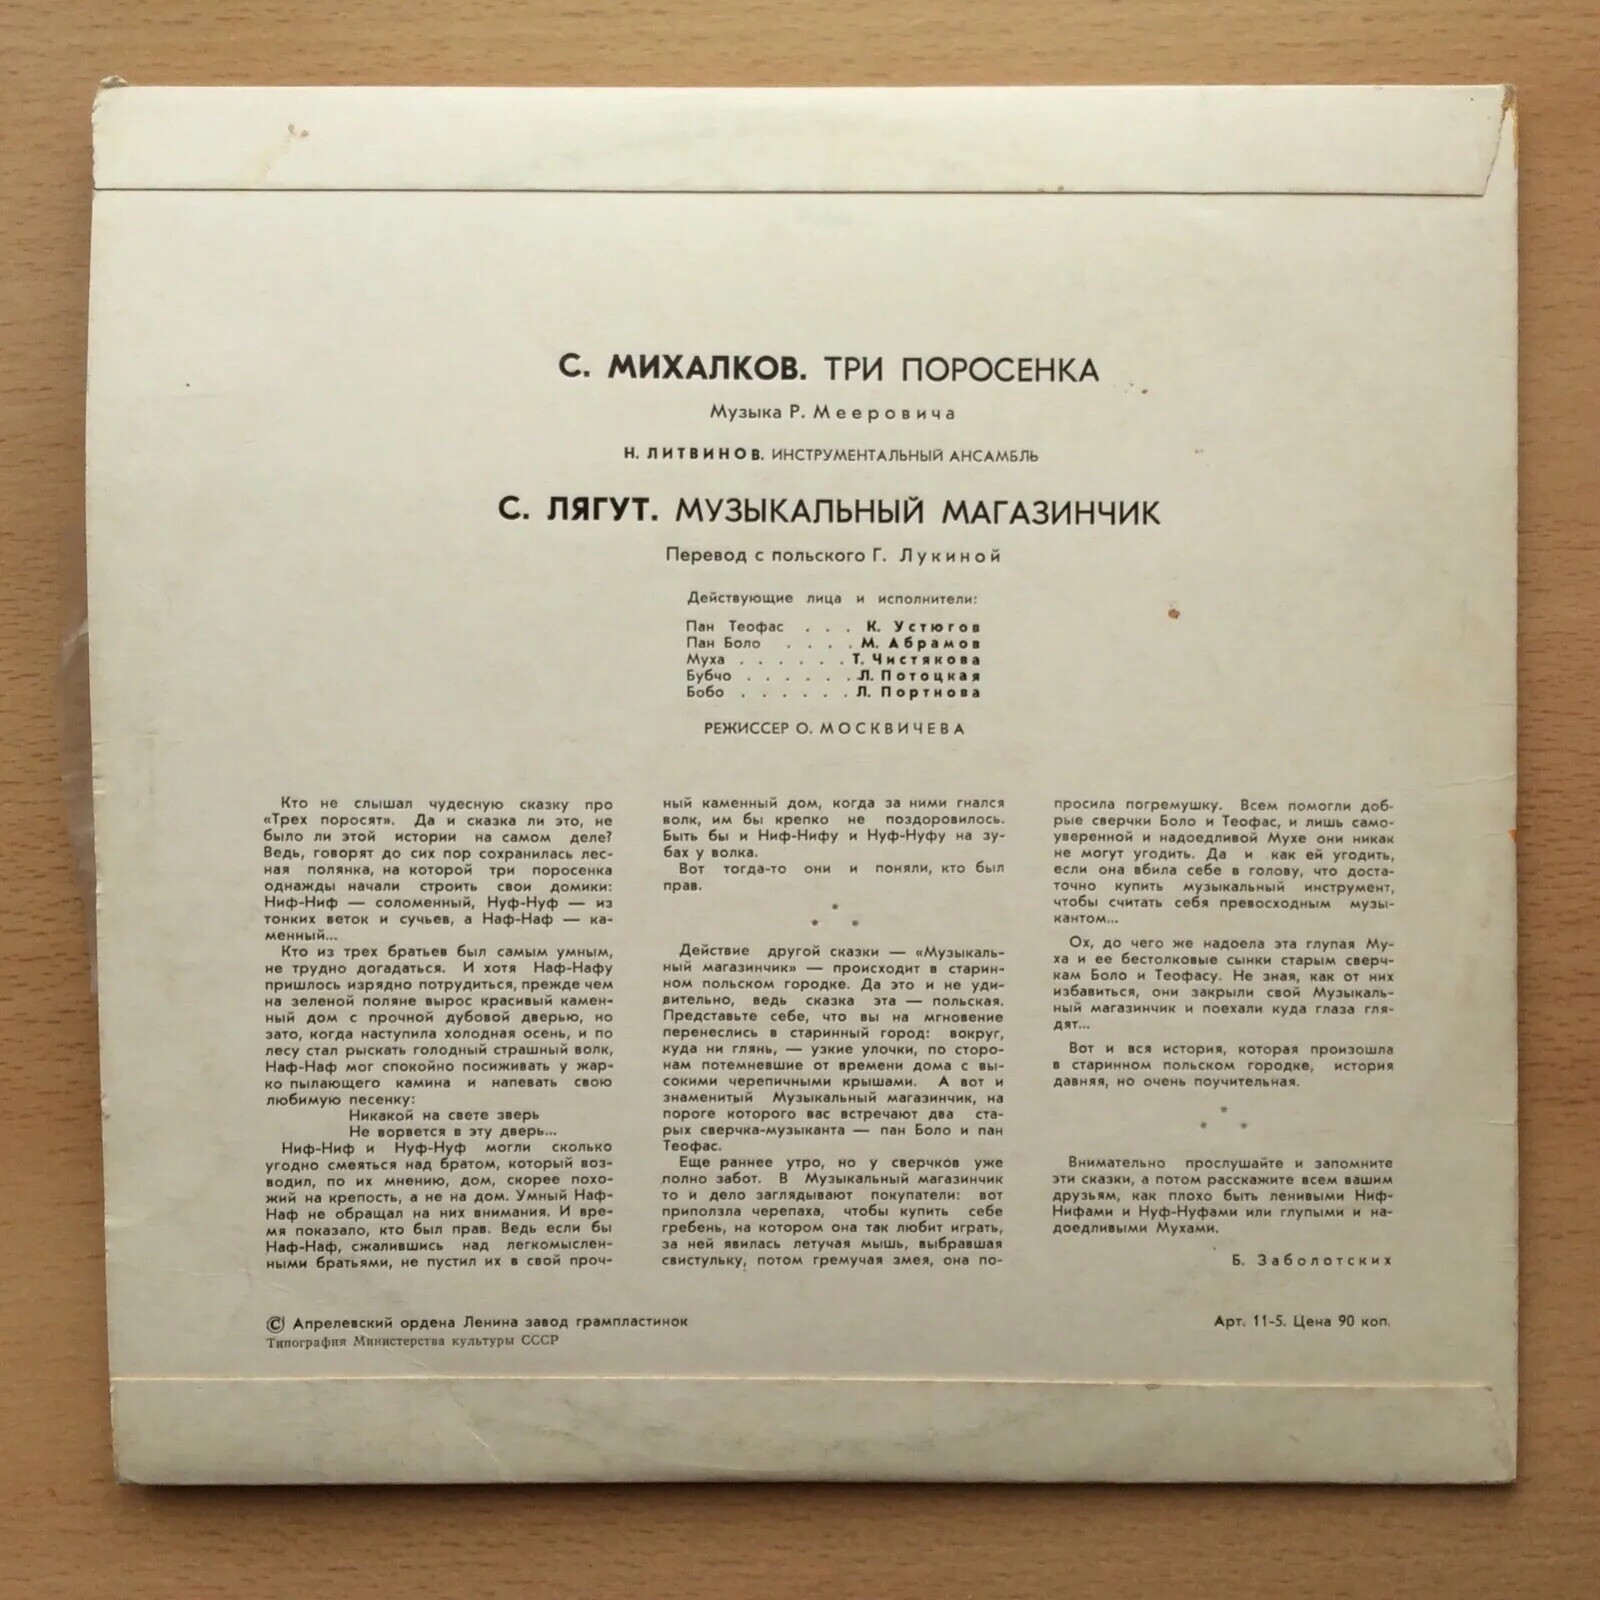 С. МИХАЛКОВ. ТРИ ПОРОСЕНКА
Музыка Р. Мееровича
Н. ЛИТВИНОВ. ИНСТРУМЕНТАЛЬНЫЙ АНСАМБЛЬ
С. ЛЯГУТ. МУЗЫКАЛЬНЫЙ МАГАЗИНЧИК
Перевод с польского Г. Лукиной
Действующие лица и исполнители:
Пан Теофас . . . К. Устюгов
Пан Боло . . . . М. Абрамов
Муха . . . . . . Т. Чистякова
Бубчо . . . . . . Л. Потоцкая
Бобо . . . . . . Л. Портнова
РЕЖИССЕР О. МОСКВИЧЕВА
Кто не слышал чудесную сказку про
«Трех поросят». Да и сказка ли это, не
было ли этой истории на самом деле?
Ведь, говорят до сих пор сохранилась лес-
ная полянка, на которой три поросенка
однажды начали строить свои домики:
Ниф-Ниф — соломенный, Нуф-Нуф — из
тонких веток и сучьев, а Наф-Наф — ка-
менный...
Кто из трех братьев был самым умным,
не трудно догадаться. И хотя Наф-Нафу
пришлось изрядно потрудиться, прежде чем
на зеленой поляне вырос красивый камен-
ный дом с прочной дубовой дверью, но
зато, когда наступила холодная осень, и по
лесу стал рыскать голодный страшный волк,
Наф-Наф мог спокойно посиживать у жар-
ко пылающего камина и напевать свою
любимую песенку:
Никакой на свете зверь
Не ворвется в эту дверь...
Ниф-Ниф и Нуф-Нуф могли сколько
угодно смеяться над братом, который воз-
водил, по их мнению, дом, скорее похо-
жий на крепость, а не на дом. Умный Наф-
Наф не обращал на них внимания. И вре-
мя показало, кто был прав. Ведь если бы
Наф-Наф, сжалившись над легкомыслен-
ными братьями, не пустил их в свой проч-
ный каменный дом, когда за ними гнался
волк, им бы крепко не поздоровилось.
Быть бы и Ниф-Нифу и Нуф-Нуфу на зу-
бах у волка.
Вот тогда-то они и поняли, кто был
прав.
* * *
Действие другой сказки — «Музыкаль-
ный магазинчик» — происходит в старин-
ном польском городке. Да это и не уди-
вительно, ведь сказка эта — польская.
Представьте себе, что вы на мгновение
перенеслись в старинный город: вокруг,
куда ни глянь, — узкие улочки, по сторо-
нам потемневшие от времени дома с вы-
сокими черепичными крышами. А вот и
знаменитый Музыкальный магазинчик, на
пороге которого вас встречают два ста-
рых сверчка-музыканта — пан Боло и пан
Теофас.
Еще раннее утро, но у сверчков уже
полно забот. В Музыкальный магазинчик
то и дело заглядывают покупатели: вот
приползла черепаха, чтобы купить себе
гребень, на котором она так любит играть,
за ней явилась летучая мышь, выбравшая
свистульку, потом гремучая змея, она по-
просила погремушку. Всем помогли доб-
рые сверчки Боло и Теофас, и лишь само-
уверенной и надоедливой Мухе они никак
не могут угодить. Да и как ей угодить,
если она вбила себе в голову, что доста-
точно купить музыкальный инструмент,
чтобы считать себя превосходным музы-
кантом...
Ох, до чего же надоела эта глупая Му-
ха и ее бестолковые сынки старым сверч-
кам Боло и Теофасу. Не зная, как от них
избавиться, они закрыли свой Музыкаль-
ный магазинчик и поехали куда глаза гля-
дят...
Вот и вся история, которая произошла
в старинном польском городке, история
давняя, но очень поучительная.
* * *
Внимательно прослушайте и запомните
эти сказки, а потом расскажите всем вашим
друзьям, как плохо быть ленивыми Ниф-
Нифами и Нуф-Нуфами или глупыми и на-
доедливыми Мухами.
Б. Заболотских
© Апрелевский ордена Ленина завод грампластинок
Типография Министерства культуры СССР
Арт. 11-5. Цена 90 коп.